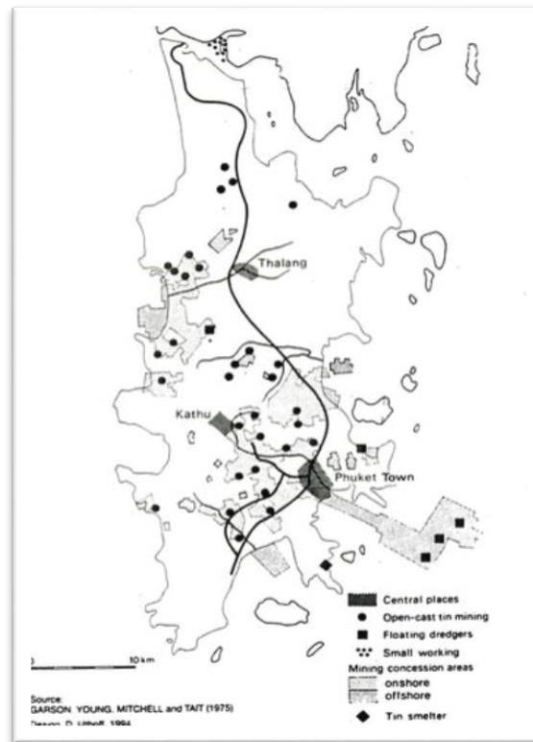 Thalang
Kathu
Phuket Town
Central places
Open-cast tin mining
Floating dredgers
Small working
Mining concession areas
onshore
offshore
Tin smelter
10 km
Source:
GARSON, YOUNG, MITCHELL and TAIT (1975)
1994